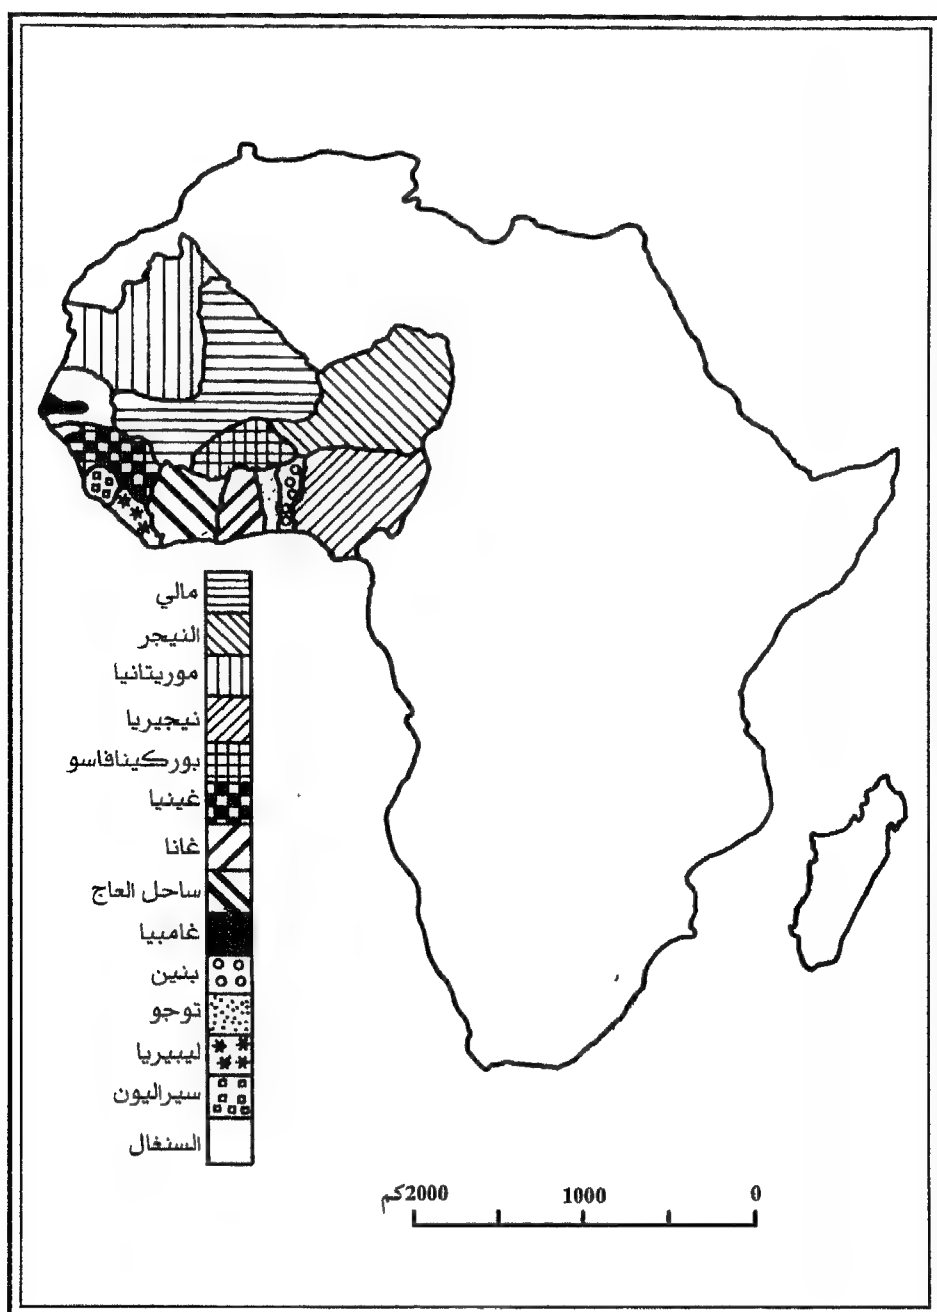 مالي
النيجر
موريتانيا
نيجيريا
بوركينافاسو
غينيا
غانا
ساحل العاج
غامبيا
بنين
توجو
ليبيريا
سيراليون
السنغال
0 1000 2000كم